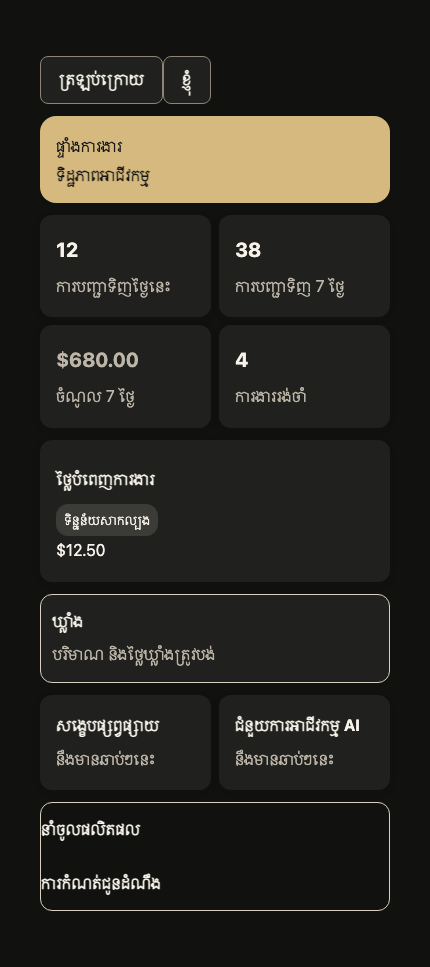 ត្រឡប់ក្រោយ
ខ្ញុំ
ផ្ទាំងការងារ
ទិដ្ឋភាពអាជីវកម្ម
12
ការបញ្ជាទិញថ្ងៃនេះ
38
ការបញ្ជាទិញ 7 ថ្ងៃ
$680.00
ចំណូល 7 ថ្ងៃ
4
ការងាររង់ចាំ
ថ្លៃបំពេញការងារ
ទិន្នន័យសាកល្បង
$12.50
ឃ្លាំង
បរិមាណ និងថ្លៃឃ្លាំងត្រូវបង់
សង្ខេបផ្សព្វផ្សាយ
នឹងមានឆាប់ៗនេះ
ជំនួយការអាជីវកម្ម AI
នឹងមានឆាប់ៗនេះ
នាំចូលផលិតផល
ការកំណត់ជូនដំណឹង